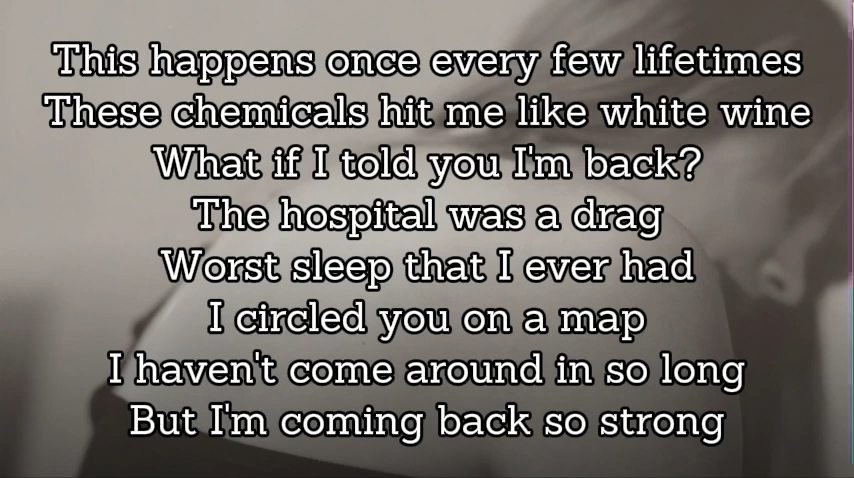 This happens once every few lifetimes
These chemicals hit me like white wine
What if I told you I'm back?
The hospital was a drag
Worst sleep that I ever had
I circled you on a map
I haven't come around in so long
But I'm coming back so strong